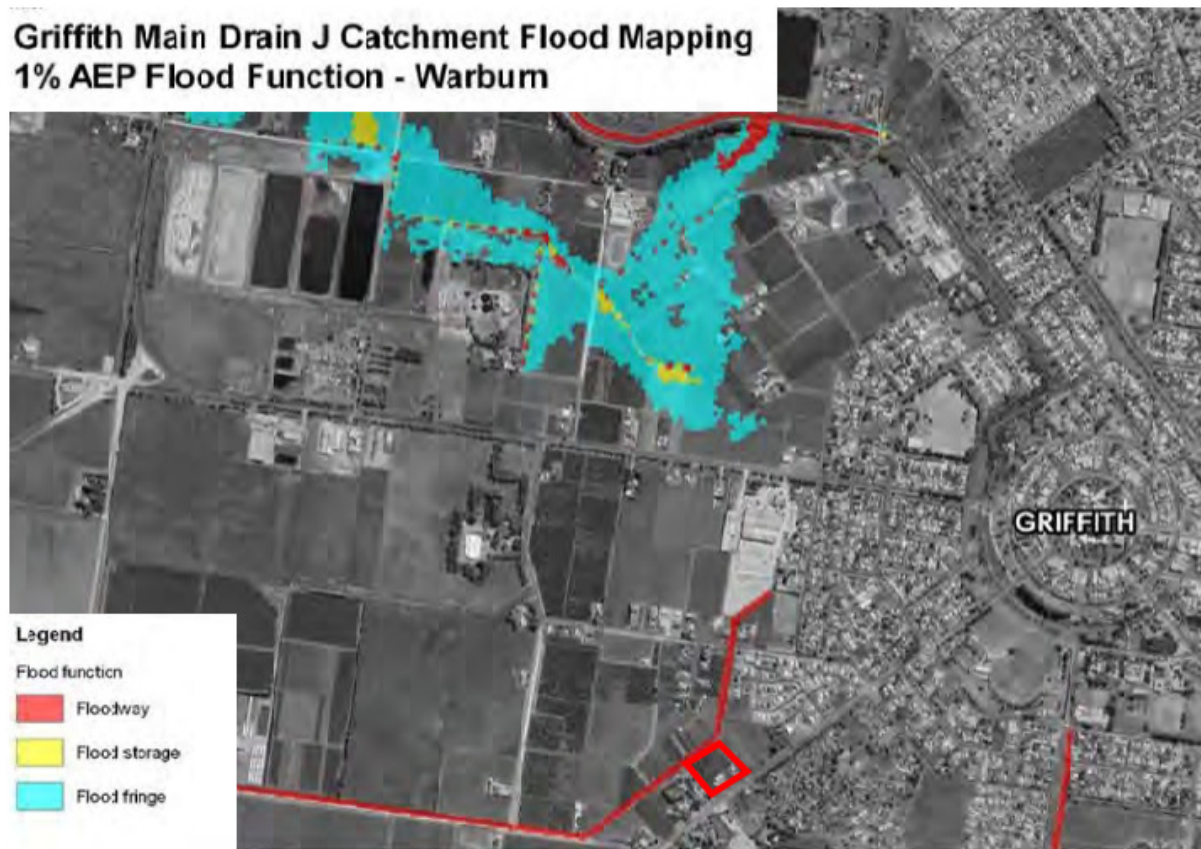 Griffith Main Drain J Catchment Flood Mapping
1% AEP Flood Function - Warburn
GRIFFITH
Legend
Flood function
Floodway
Flood storage
Flood fringe